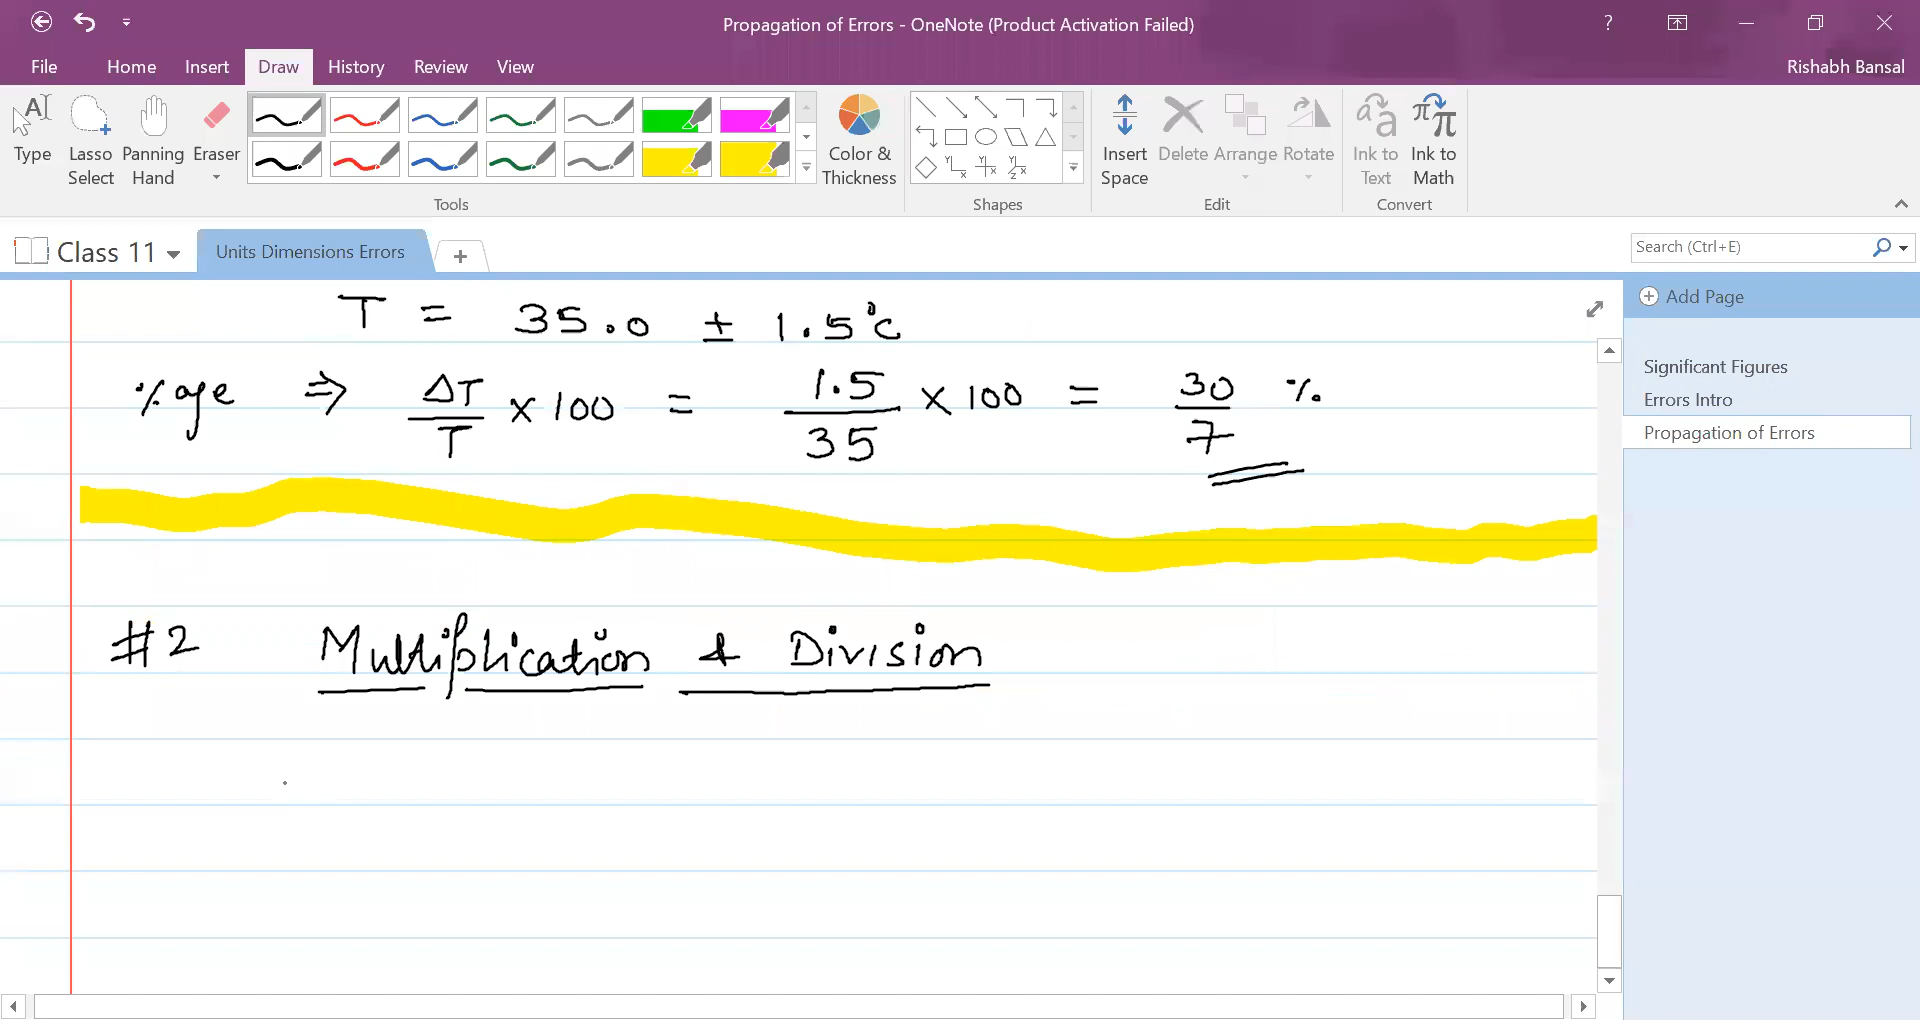 Propagation of Errors - OneNote (Product Activation Failed)
?
File Home Insert Draw History Review View
Rishabh Bansal
Type
Lasso Select
Panning Hand
Eraser
Color & Thickness
Insert Space
Delete Arrange Rotate
Ink to Text
Ink to Math
Tools Shapes Edit Convert
Class 11
Units Dimensions Errors
+
Search (Ctrl+E)
Add Page
Significant Figures
Errors Intro
Propagation of Errors
T = 35.0 ± 1.5°C
%age ⇒ ΔT/T × 100 = 1.5/35 × 100 = 30/7 %
#2 Multiplication & Division